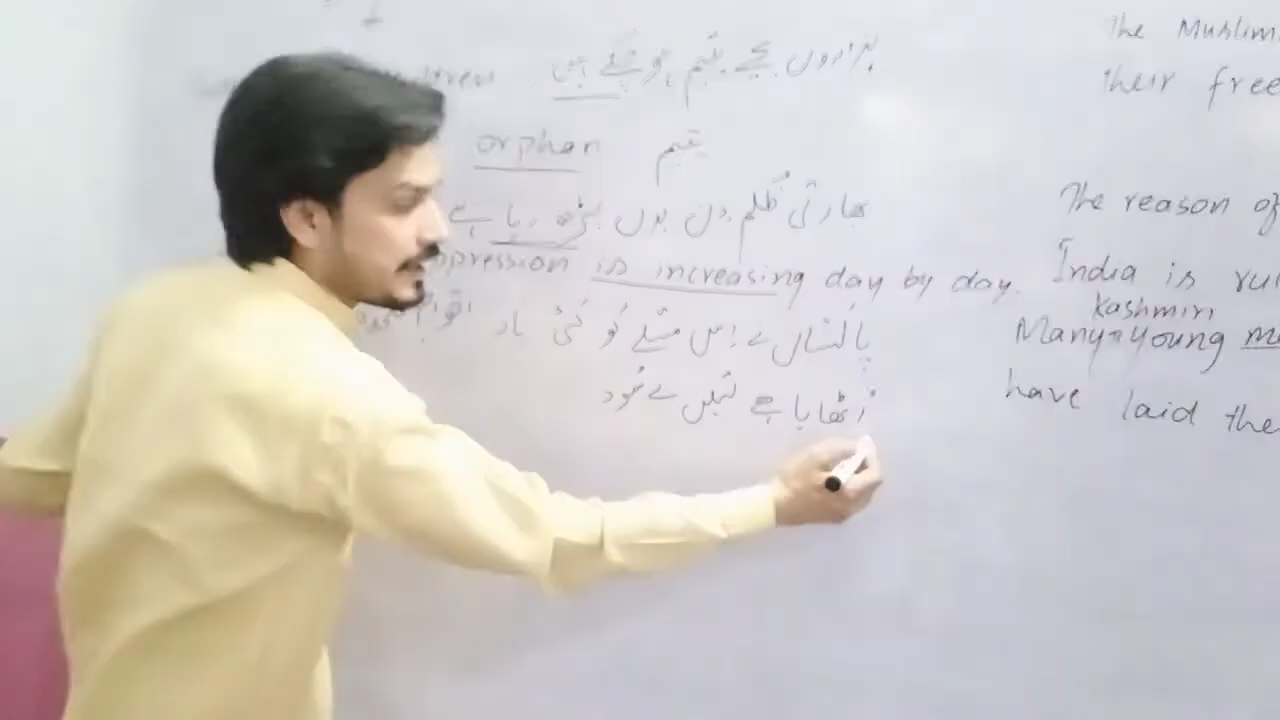 ہزاروں بچے یتیم ہو چکے ہیں
orphan یتیم
بھارتی ظلم دن بدن بڑھ رہا ہے
oppression is increasing day by day.
پاکستان نے اس مسئلے کو کئی بار اقوام
اٹھایا ہے لیکن بے سود
The Muslim
their free
The reason of
India is
Kashmiri
Many young
have laid the